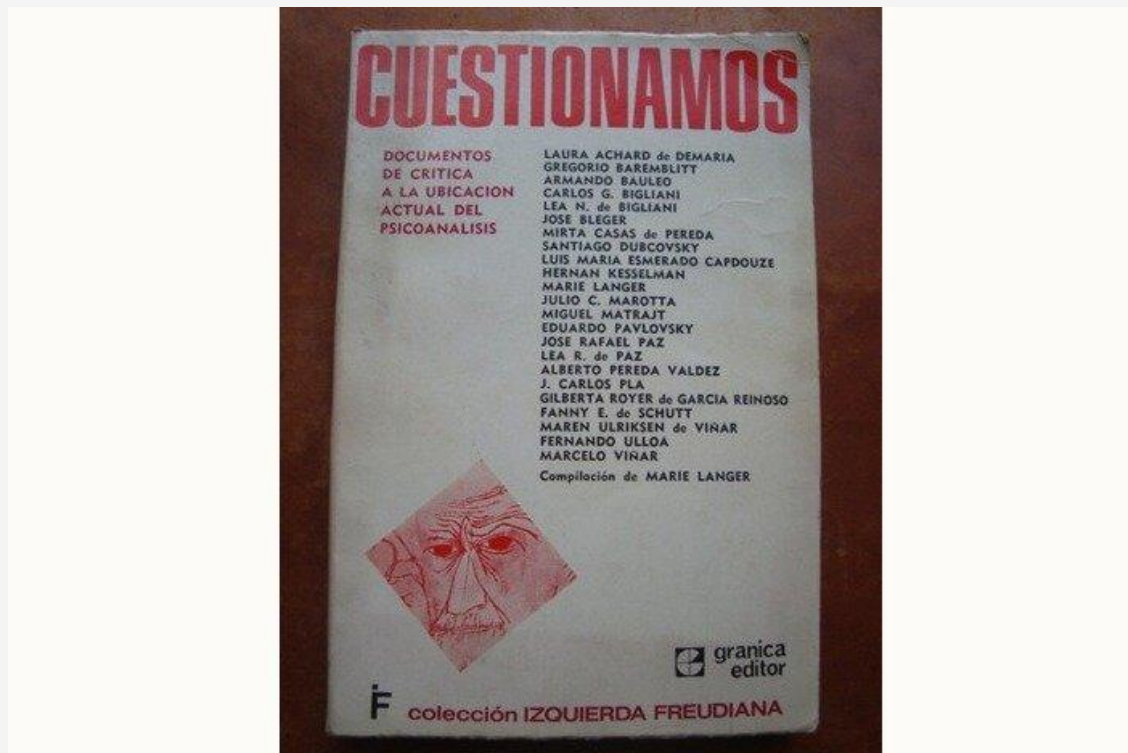 CUESTIONAMOS
DOCUMENTOS
DE CRITICA
A LA UBICACION
ACTUAL DEL
PSICOANALISIS
LAURA ACHARD de DEMARIA
GREGORIO BAREMBLITT
ARMANDO BAULEO
CARLOS G. BIGLIANI
LEA N. de BIGLIANI
JOSE BLEGER
MIRTA CASAS de PEREDA
SANTIAGO DUBCOVSKY
LUIS MARIA ESMERADO CAPDOUZE
HERNAN KESSELMAN
MARIE LANGER
JULIO C. MAROTTA
MIGUEL MATRAJT
EDUARDO PAVLOVSKY
JOSE RAFAEL PAZ
LEA R. de PAZ
ALBERTO PEREDA VALDEZ
J. CARLOS PLA
GILBERTA ROYER de GARCIA REINOSO
FANNY E. de SCHUTT
MAREN ULRIKSEN de VIÑAR
FERNANDO ULLOA
MARCELO VIÑAR
Compilación de MARIE LANGER
granica
editor
iF colección IZQUIERDA FREUDIANA